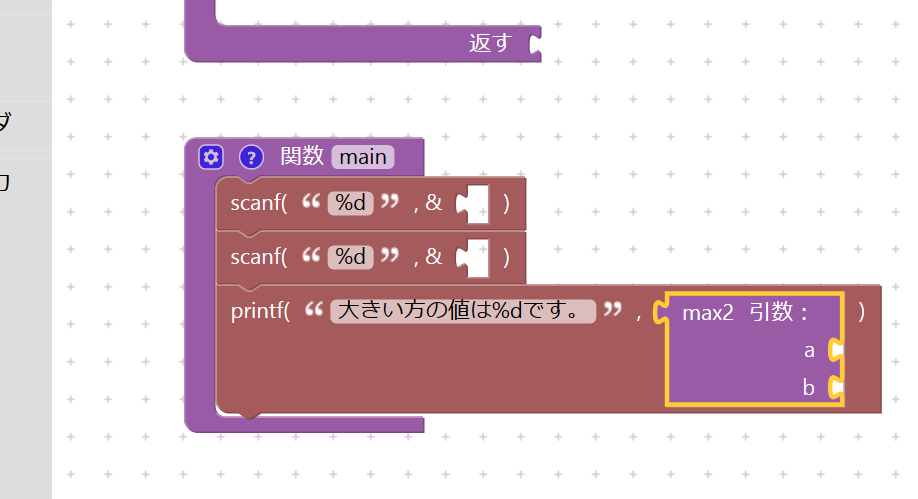 返す
ダ
? 関数 main
scanf( “ %d ” , & )
scanf( “ %d ” , & )
printf( “ 大きい方の値は%dです。 ” , max2 引数： )
a
b